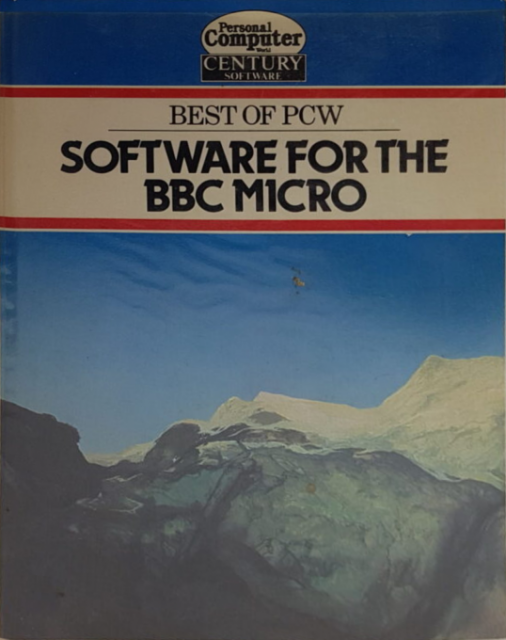 Personal
Computer
World
CENTURY
SOFTWARE
BEST OF PCW
SOFTWARE FOR THE
BBC MICRO